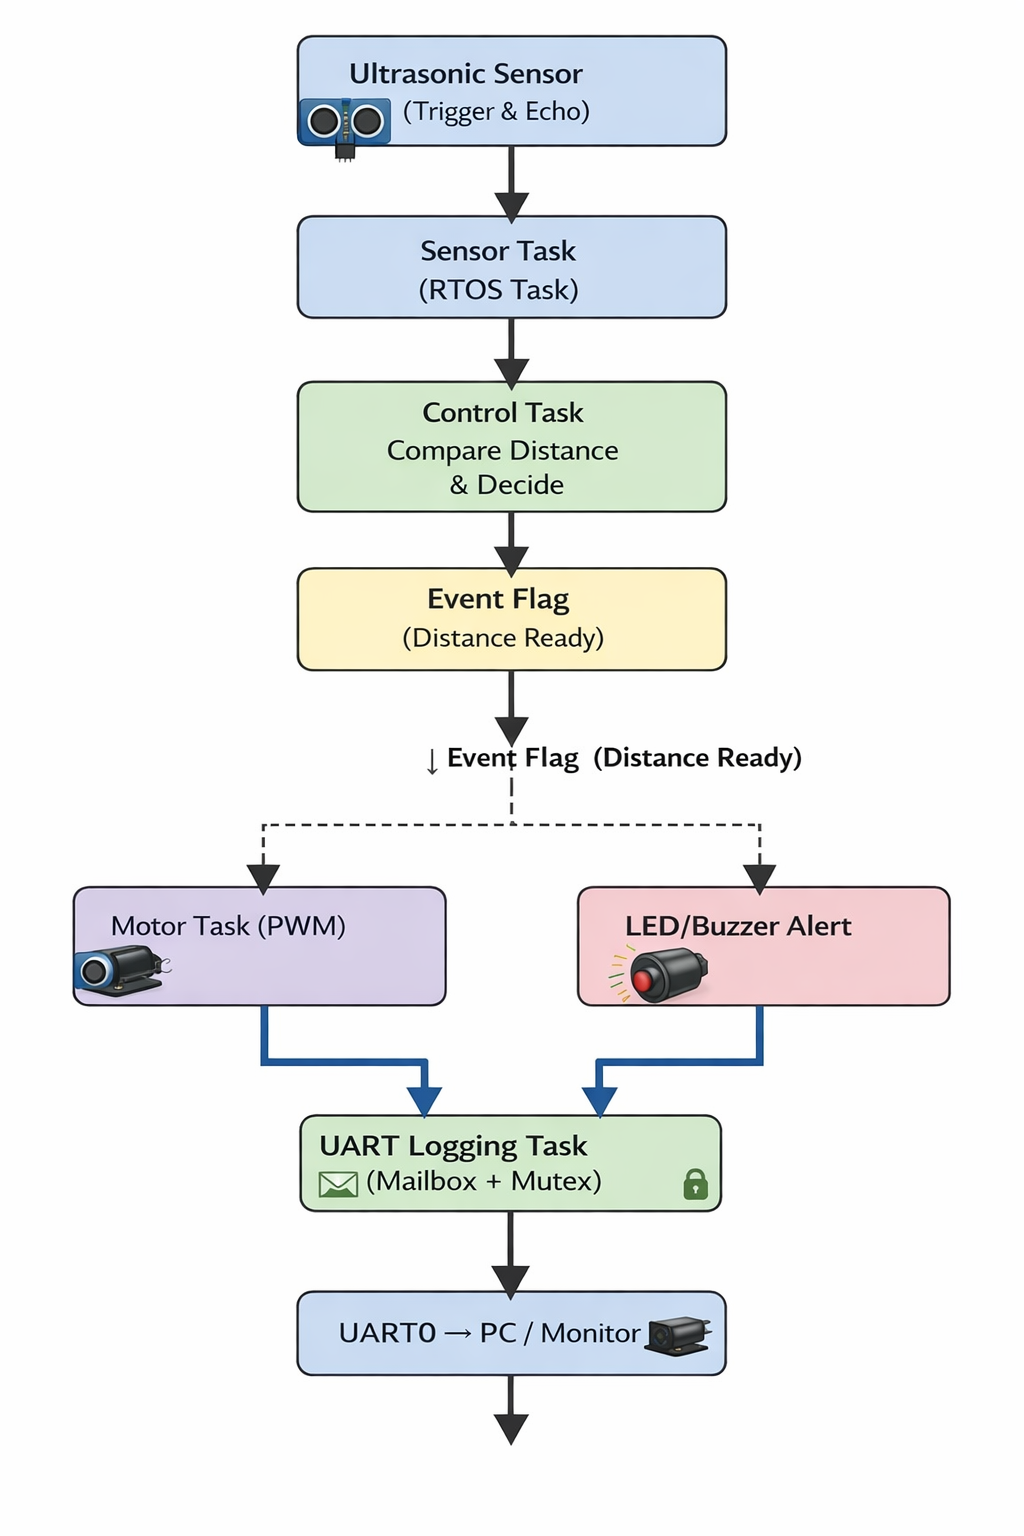 Ultrasonic Sensor
(Trigger & Echo)
Sensor Task
(RTOS Task)
Control Task
Compare Distance
& Decide
Event Flag
(Distance Ready)
↓ Event Flag (Distance Ready)
Motor Task (PWM)
LED/Buzzer Alert
UART Logging Task
(Mailbox + Mutex)
UART0 → PC / Monitor